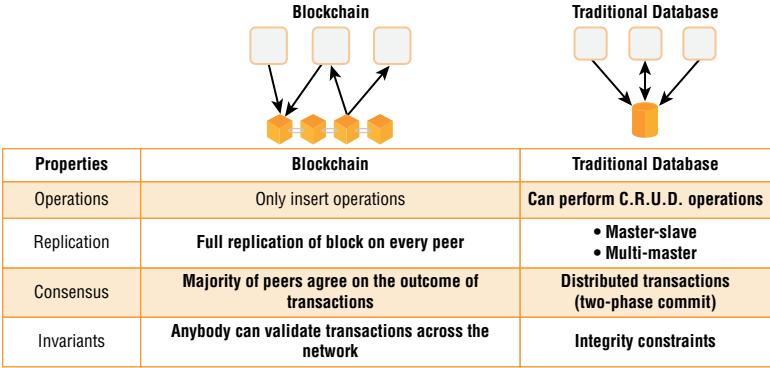 Blockchain
Traditional Database
Properties
Blockchain
Traditional Database
Operations
Only insert operations
Can perform C.R.U.D. operations
Replication
Full replication of block on every peer
• Master-slave
• Multi-master
Consensus
Majority of peers agree on the outcome of
transactions
Distributed transactions
(two-phase commit)
Invariants
Anybody can validate transactions across the
network
Integrity constraints